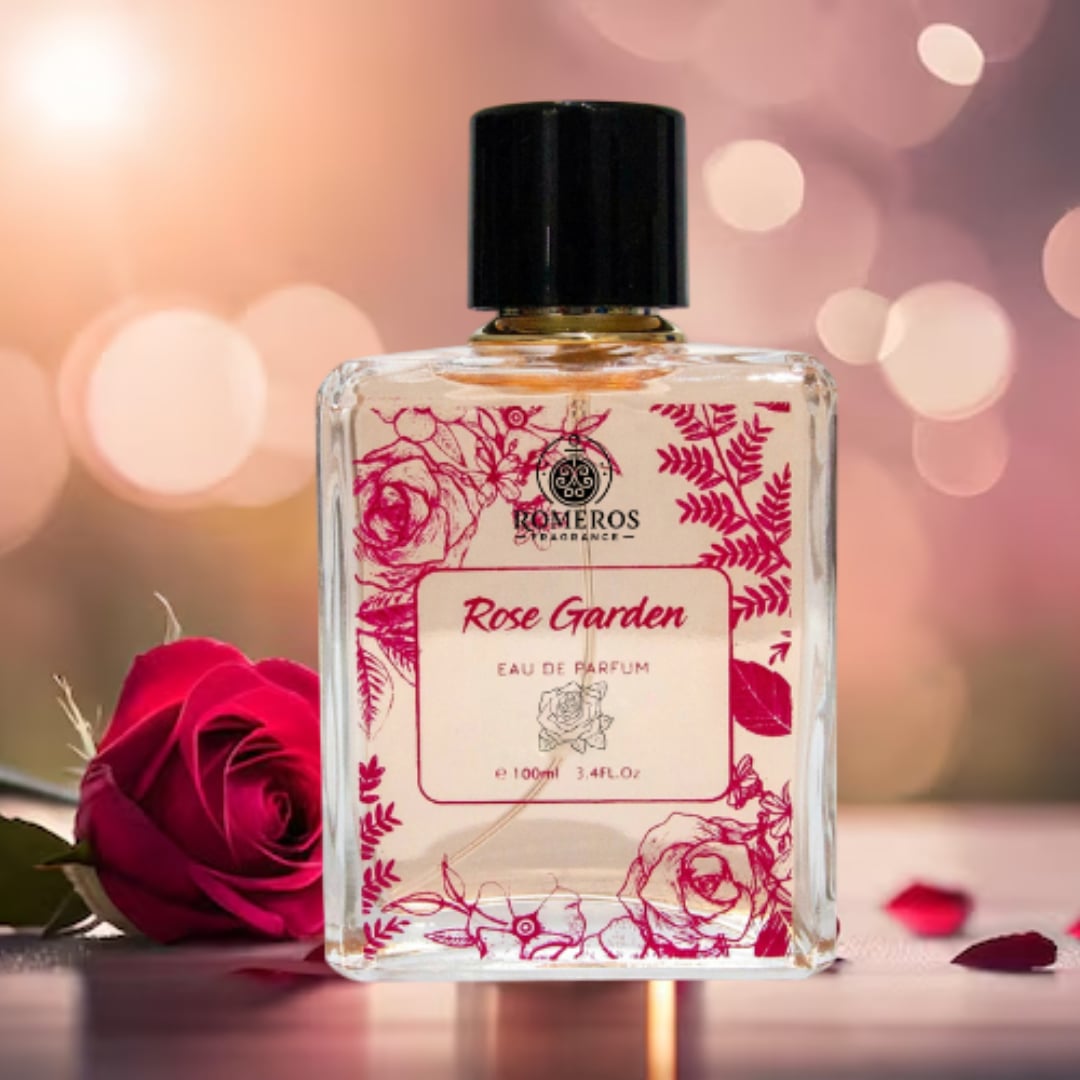 ROMEROS
FRAGRANCE
Rose Garden
EAU DE PARFUM
℮ 100ml 3.4FL.Oz